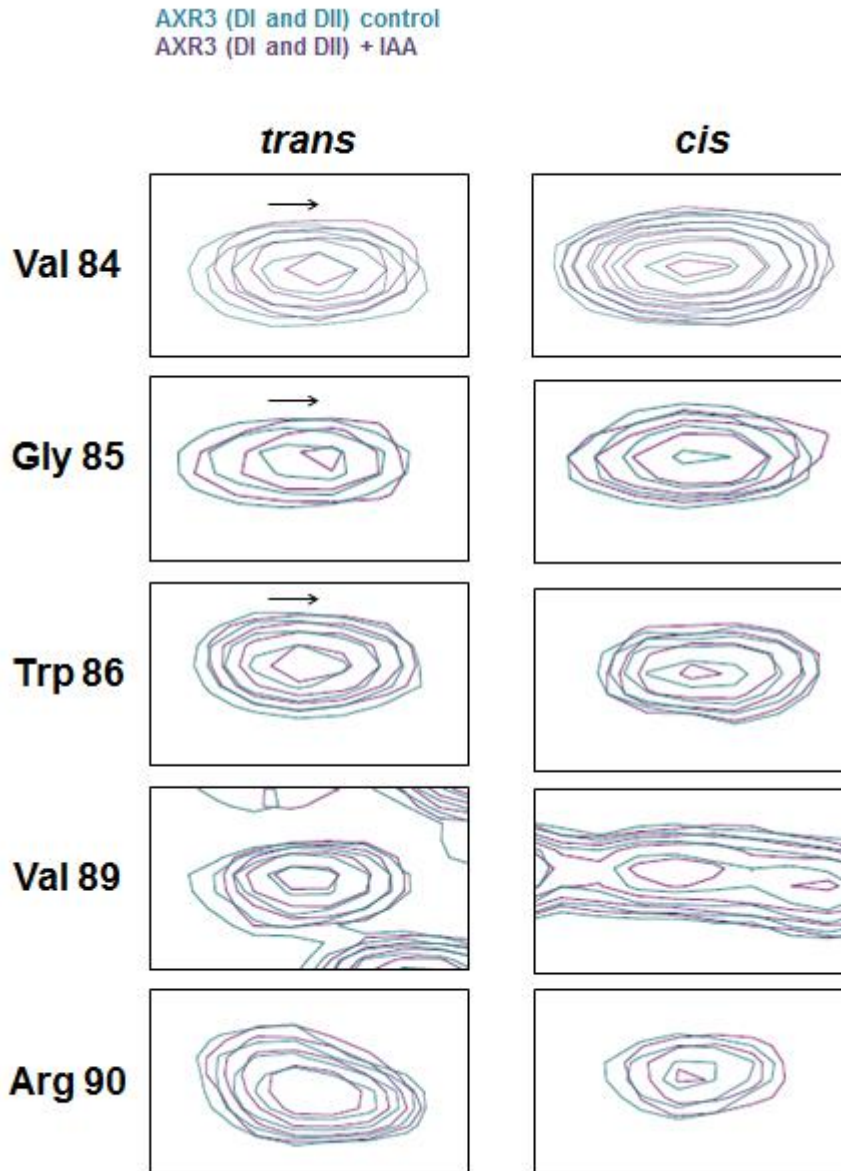 AXR3 (DI and DII) control
AXR3 (DI and DII) + IAA
trans cis
Val 84
Gly 85
Trp 86
Val 89
Arg 90